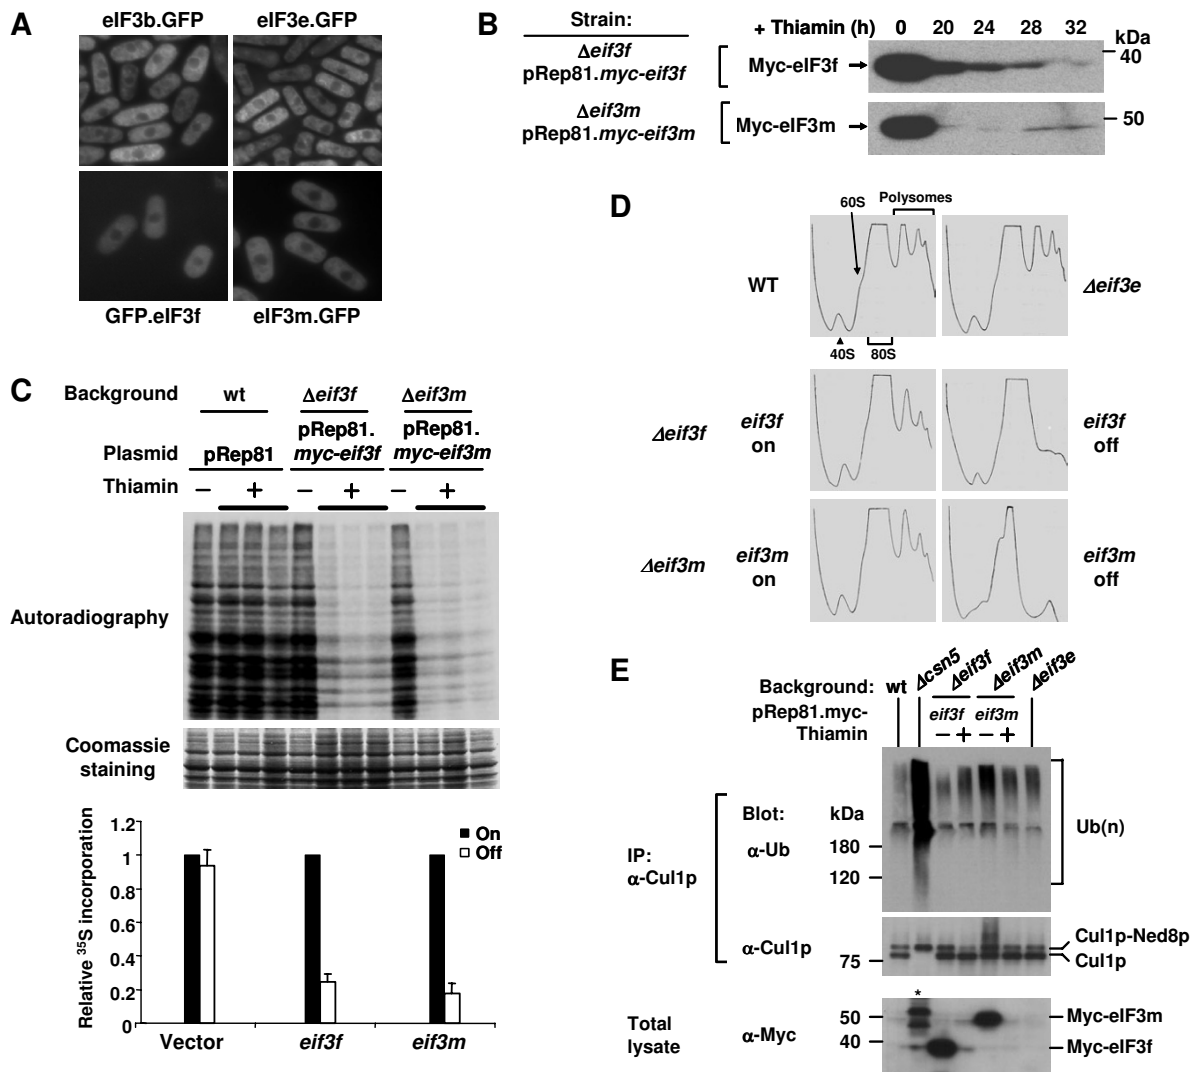 A
eIF3b.GFP
eIF3e.GFP
GFP.eIF3f
eIF3m.GFP
B
Strain:
+ Thiamin (h) 0 20 24 28 32
kDa
Δeif3f
pRep81.myc-eif3f
Myc-eIF3f
40
Δeif3m
pRep81.myc-eif3m
Myc-eIF3m
50
C
Background wt Δeif3f Δeif3m
Plasmid pRep81 pRep81.myc-eif3f pRep81.myc-eif3m
Thiamin – + – + – +
Autoradiography
Coomassie
staining
Relative ³⁵S incorporation
1.2
1
0.8
0.6
0.4
0.2
0
On
Off
Vector eif3f eif3m
D
60S
Polysomes
WT
Δeif3e
40S 80S
Δeif3f
eif3f
on
eif3f
off
Δeif3m
eif3m
on
eif3m
off
E
Background: wt Δcsn5 Δeif3f Δeif3m Δeif3e
pRep81.myc- eif3f eif3m
Thiamin – + – +
IP:
α-Cul1p
Blot:
α-Ub
kDa
180
120
Ub(n)
α-Cul1p
75
Cul1p-Ned8p
Cul1p
*
Total
lysate
α-Myc
50
40
Myc-eIF3m
Myc-eIF3f